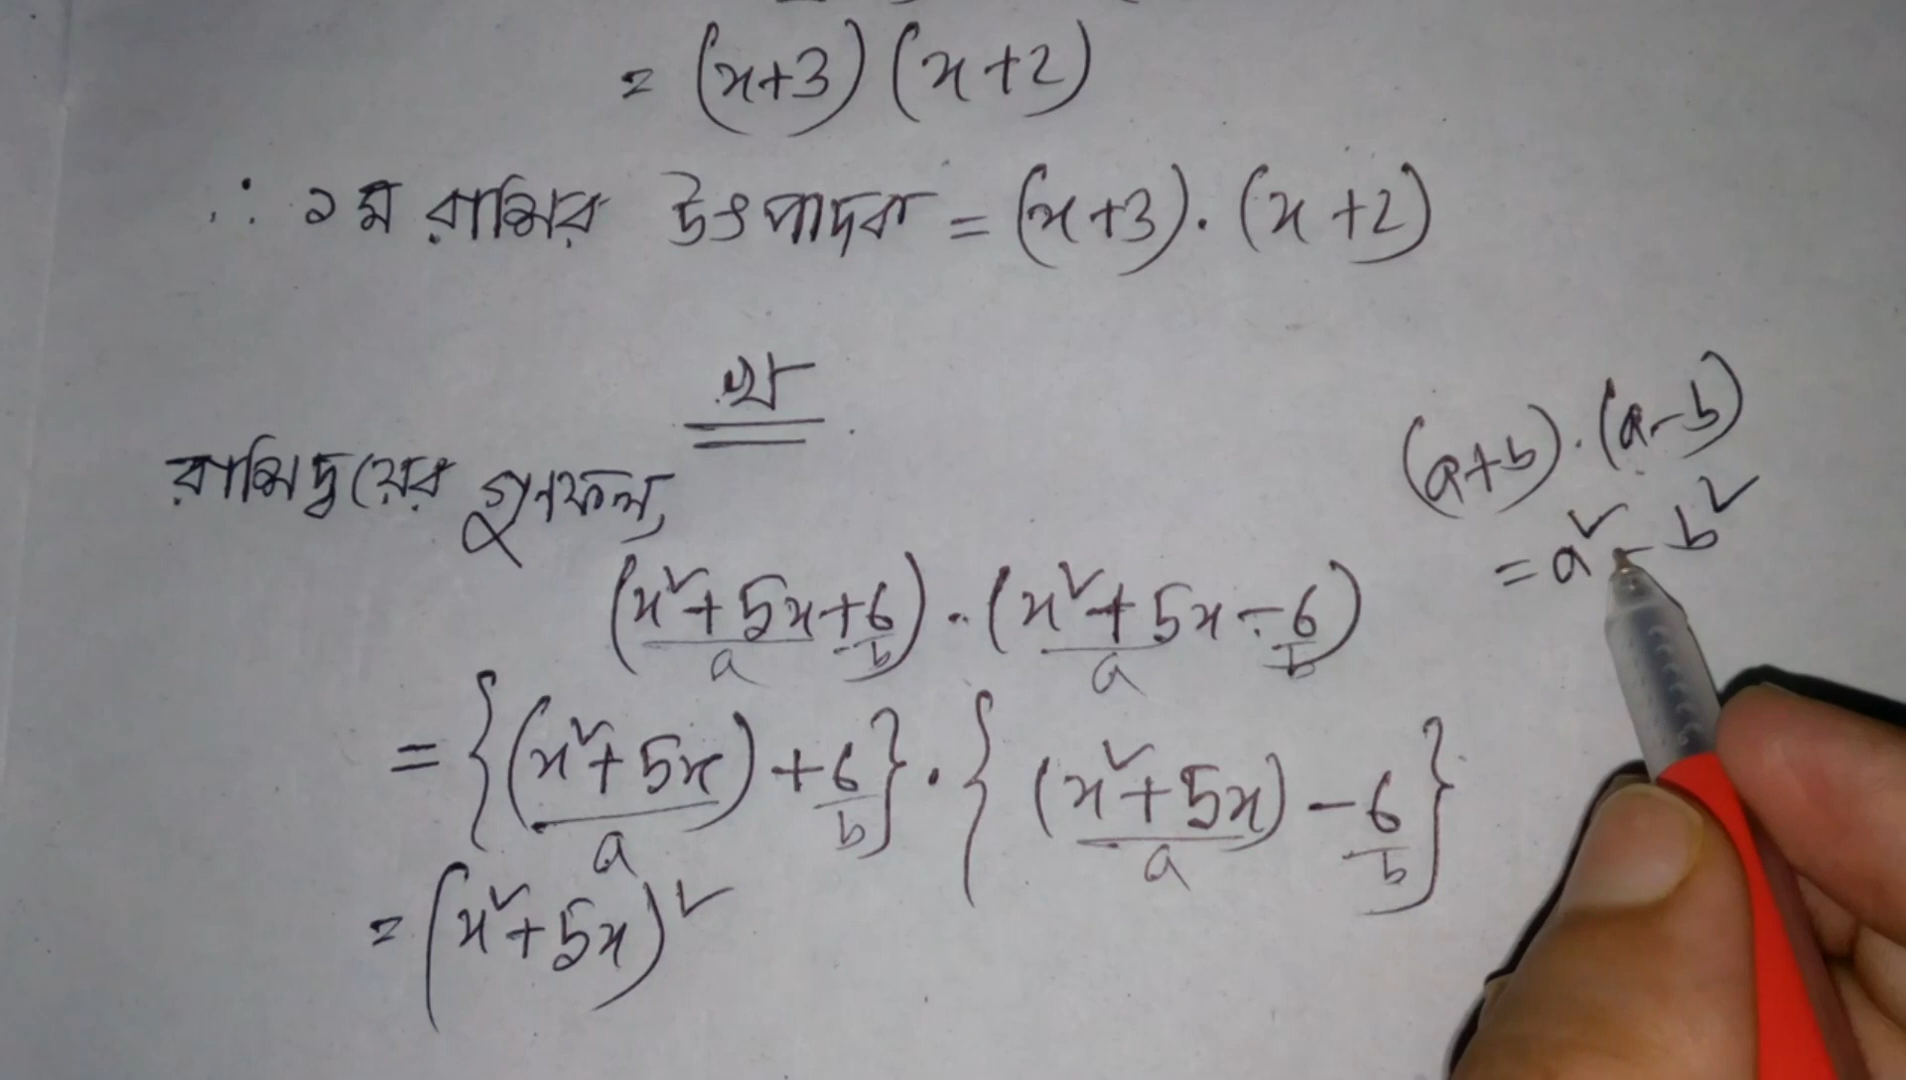 = (x+3) (x+2)
∴ ১ম রাশির উৎপাদক = (x+3). (x+2)
খ
(a+b). (a-b)
= a² - b²
রাশিদ্বয়ের গুণফল,
(x²+5x+6) . (x²+5x-6)
a b a b
= {(x²+5x)+6} . {(x²+5x)-6}
a b a b
= (x²+5x)²